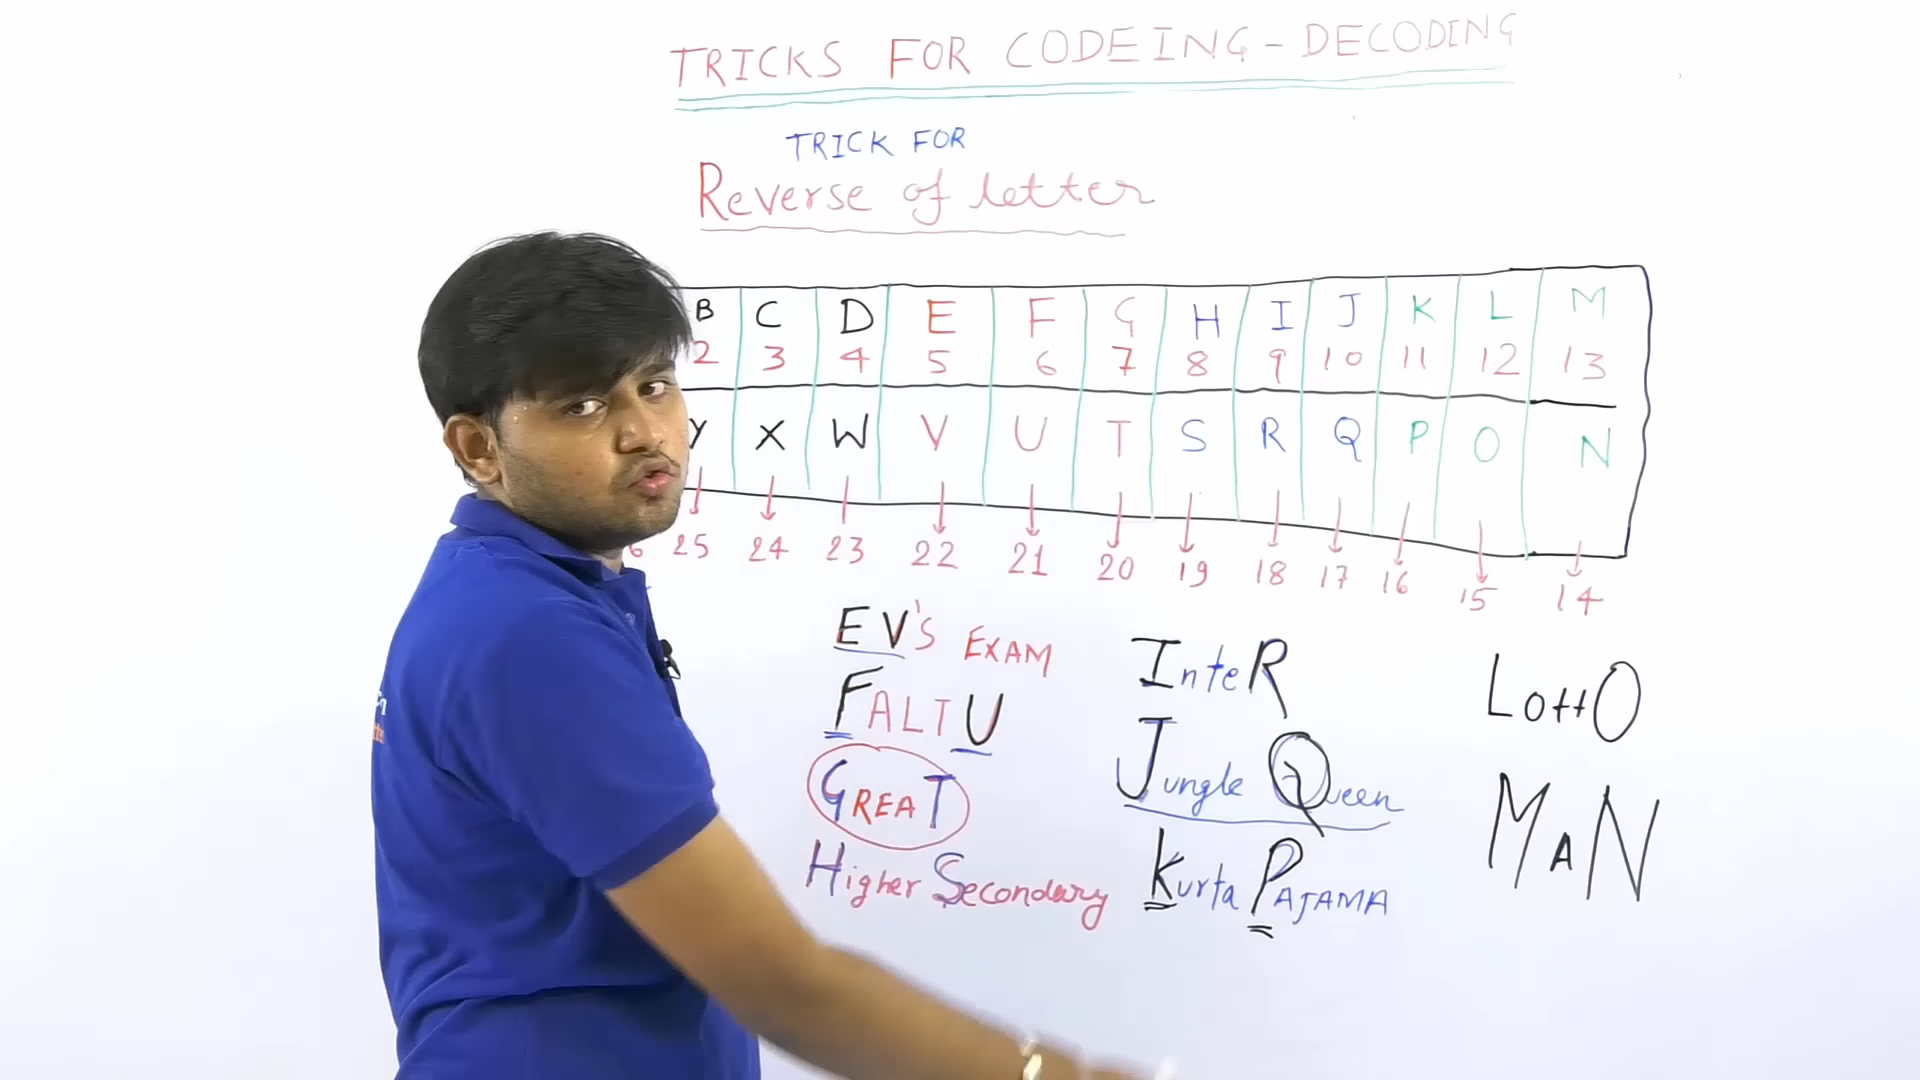 TRICKS FOR CODEING-DECODING
TRICK FOR
Reverse of letter
B C D E F G H I J K L M
2 3 4 5 6 7 8 9 10 11 12 13
Y X W V U T S R Q P O N
6 25 24 23 22 21 20 19 18 17 16 15 14
EV'S EXAM
FALTU
GREAT
Higher Secondary
InteR
Jungle Queen
Kurta PAJAMA
LottO
MAN